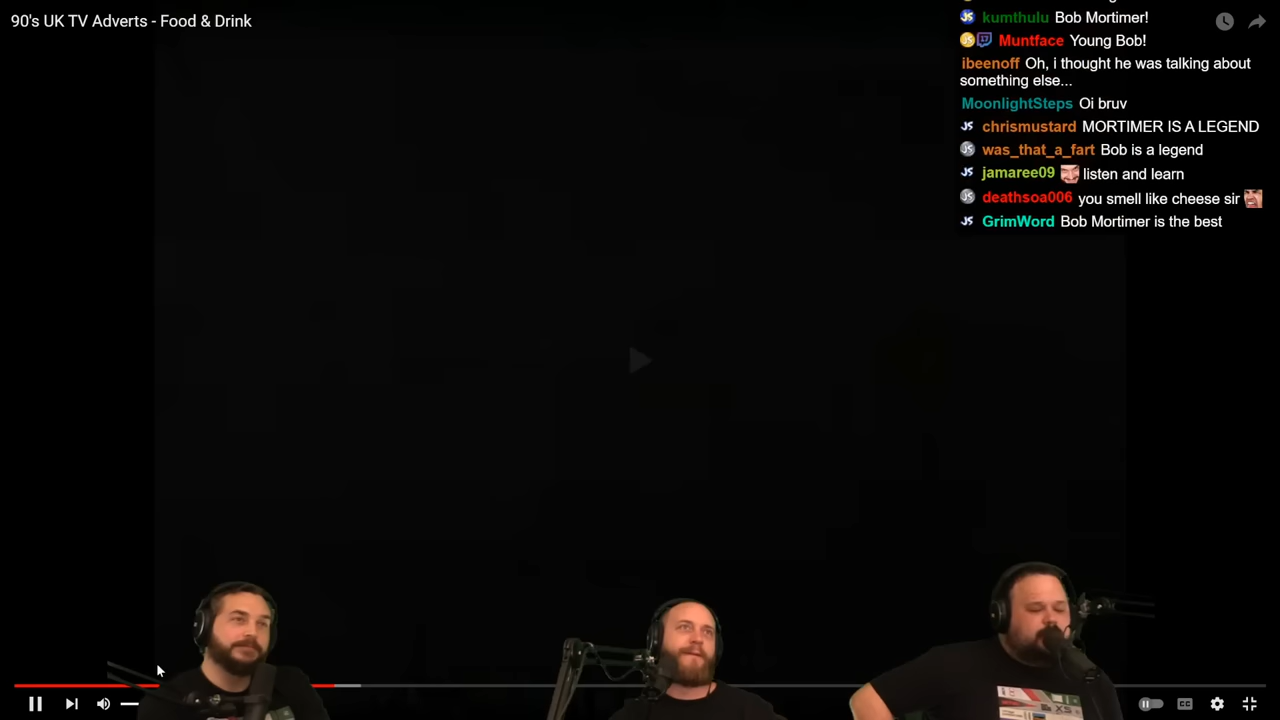 90's UK TV Adverts - Food & Drink
kumthulu Bob Mortimer!
Muntface Young Bob!
ibeenoff Oh, i thought he was talking about
something else...
MoonlightSteps Oi bruv
chrismustard MORTIMER IS A LEGEND
was_that_a_fart Bob is a legend
jamaree09 listen and learn
deathsoa006 you smell like cheese sir
GrimWord Bob Mortimer is the best